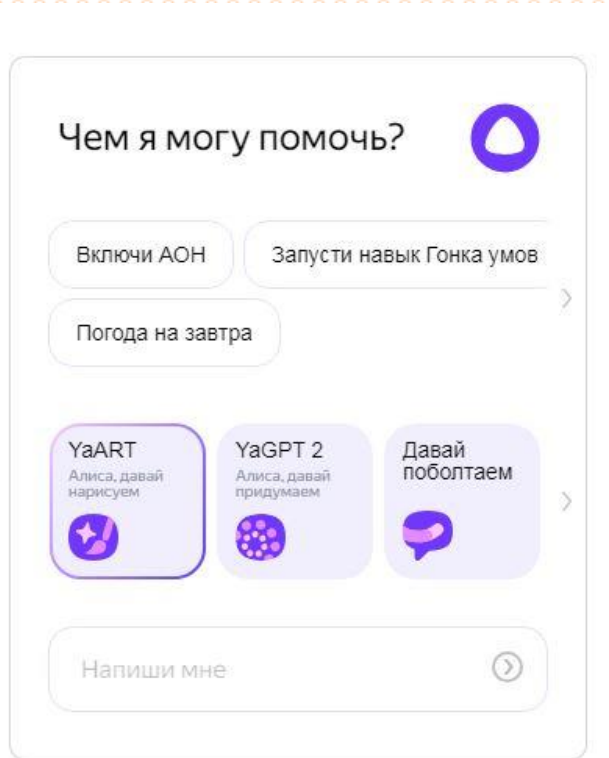 Чем я могу помочь?
Включи АОН
Запусти навык Гонка умов
Погода на завтра
YaART
Алиса, давай
нарисуем
YaGPT 2
Алиса, давай
придумаем
Давай
поболтаем
Напиши мне